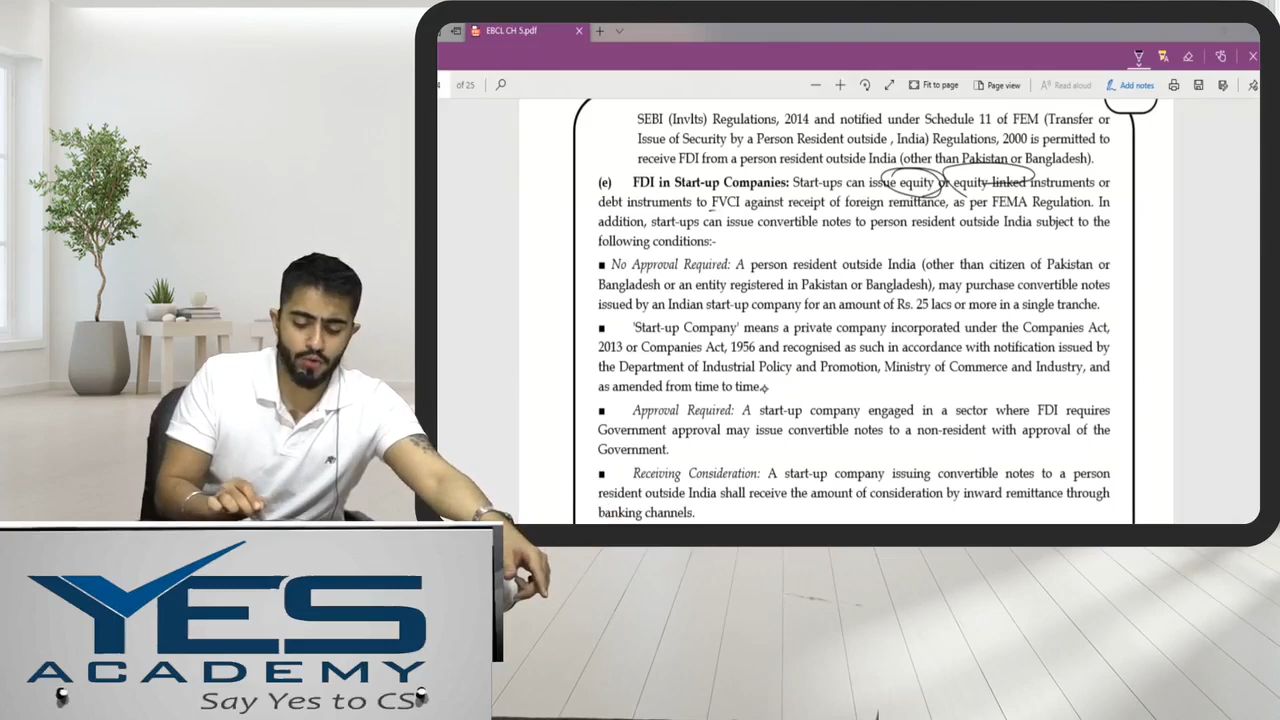 EBCL CH 5.pdf
4 of 25
Fit to page
Page view
Read aloud
Add notes
SEBI (InvIts) Regulations, 2014 and notified under Schedule 11 of FEM (Transfer or
Issue of Security by a Person Resident outside , India) Regulations, 2000 is permitted to
receive FDI from a person resident outside India (other than Pakistan or Bangladesh).
(e) FDI in Start-up Companies: Start-ups can issue equity or equity linked instruments or
debt instruments to FVCI against receipt of foreign remittance, as per FEMA Regulation. In
addition, start-ups can issue convertible notes to person resident outside India subject to the
following conditions:-
■ No Approval Required: A person resident outside India (other than citizen of Pakistan or
Bangladesh or an entity registered in Pakistan or Bangladesh), may purchase convertible notes
issued by an Indian start-up company for an amount of Rs. 25 lacs or more in a single tranche.
■ 'Start-up Company' means a private company incorporated under the Companies Act,
2013 or Companies Act, 1956 and recognised as such in accordance with notification issued by
the Department of Industrial Policy and Promotion, Ministry of Commerce and Industry, and
as amended from time to time.
■ Approval Required: A start-up company engaged in a sector where FDI requires
Government approval may issue convertible notes to a non-resident with approval of the
Government.
■ Receiving Consideration: A start-up company issuing convertible notes to a person
resident outside India shall receive the amount of consideration by inward remittance through
banking channels.
YES
ACADEMY
Say Yes to CS